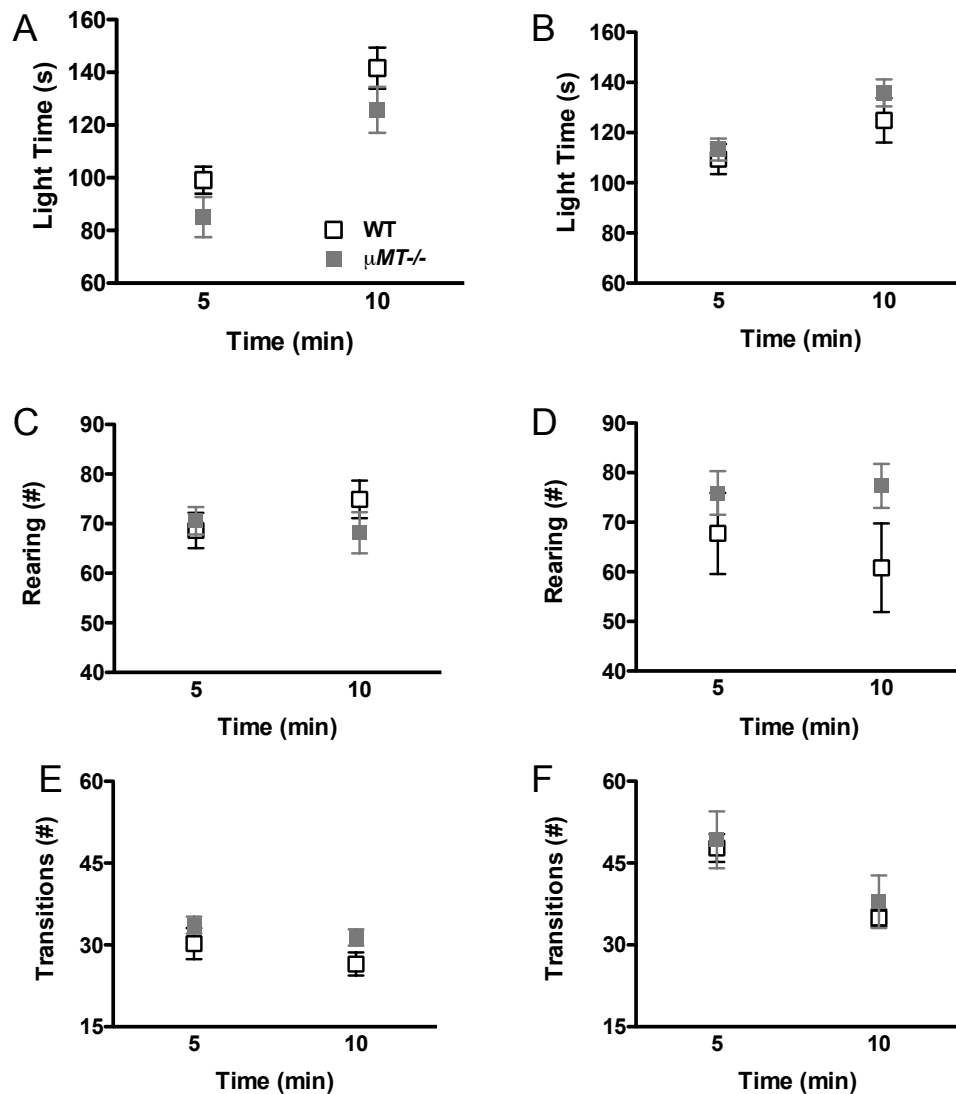 A
Light Time (s)
160
140
120
100
80
60
WT
μMT-/-
5
10
Time (min)
B
Light Time (s)
160
140
120
100
80
60
5
10
Time (min)
C
Rearing (#)
90
80
70
60
50
40
5
10
Time (min)
D
Rearing (#)
90
80
70
60
50
40
5
10
Time (min)
E
Transitions (#)
60
45
30
15
5
10
Time (min)
F
Transitions (#)
60
45
30
15
5
10
Time (min)